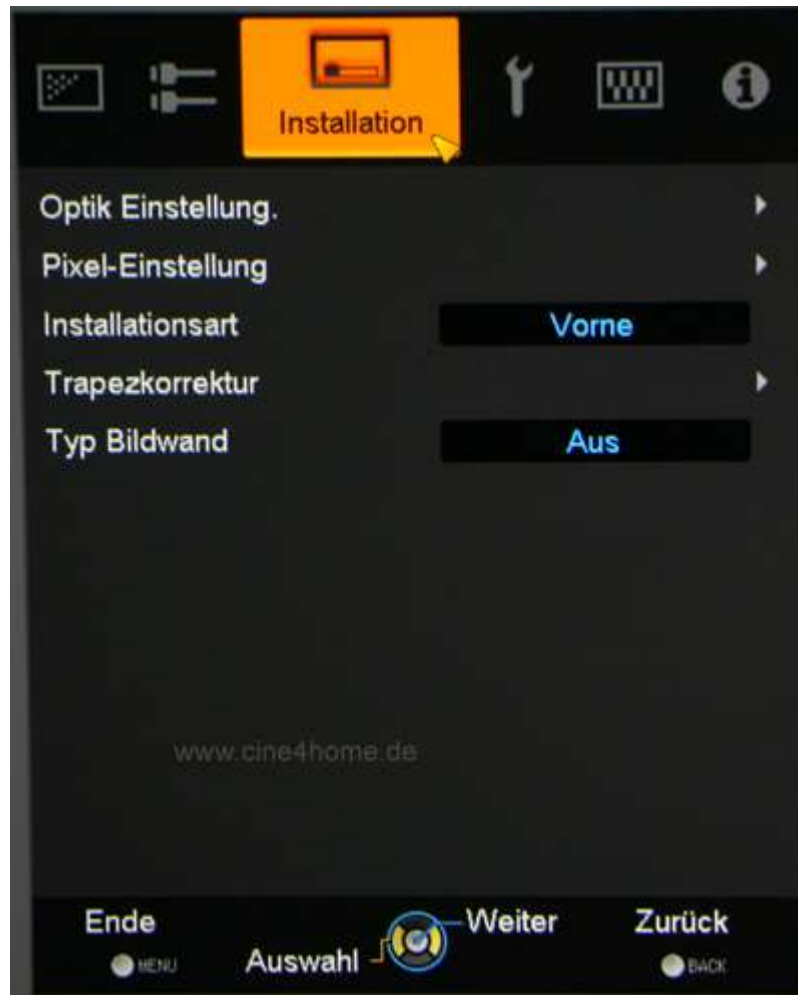 Installation
Optik Einstellung.
Pixel-Einstellung
Installationsart Vorne
Trapezkorrektur
Typ Bildwand Aus
www.cine4home.de
Ende Weiter Zurück
MENU Auswahl BACK